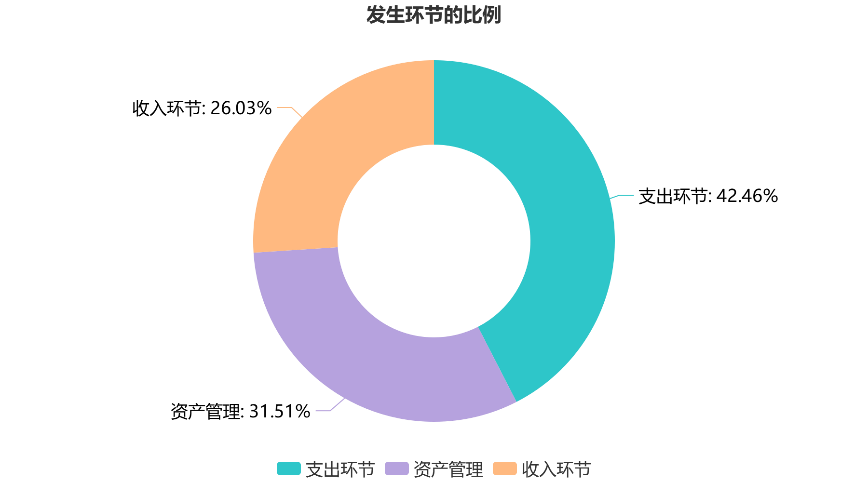 发生环节的比例
收入环节: 26.03%
支出环节: 42.46%
资产管理: 31.51%
支出环节 资产管理 收入环节